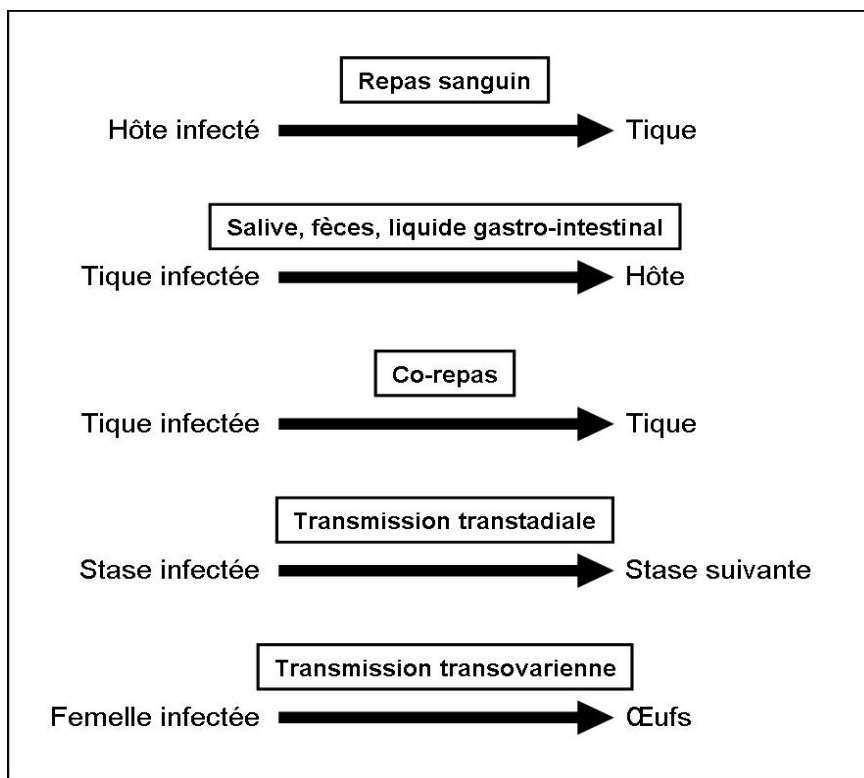 Repas sanguin
Hôte infecté Tique
Salive, fèces, liquide gastro-intestinal
Tique infectée Hôte
Co-repas
Tique infectée Tique
Transmission transtadiale
Stase infectée Stase suivante
Transmission transovarienne
Femelle infectée Œufs